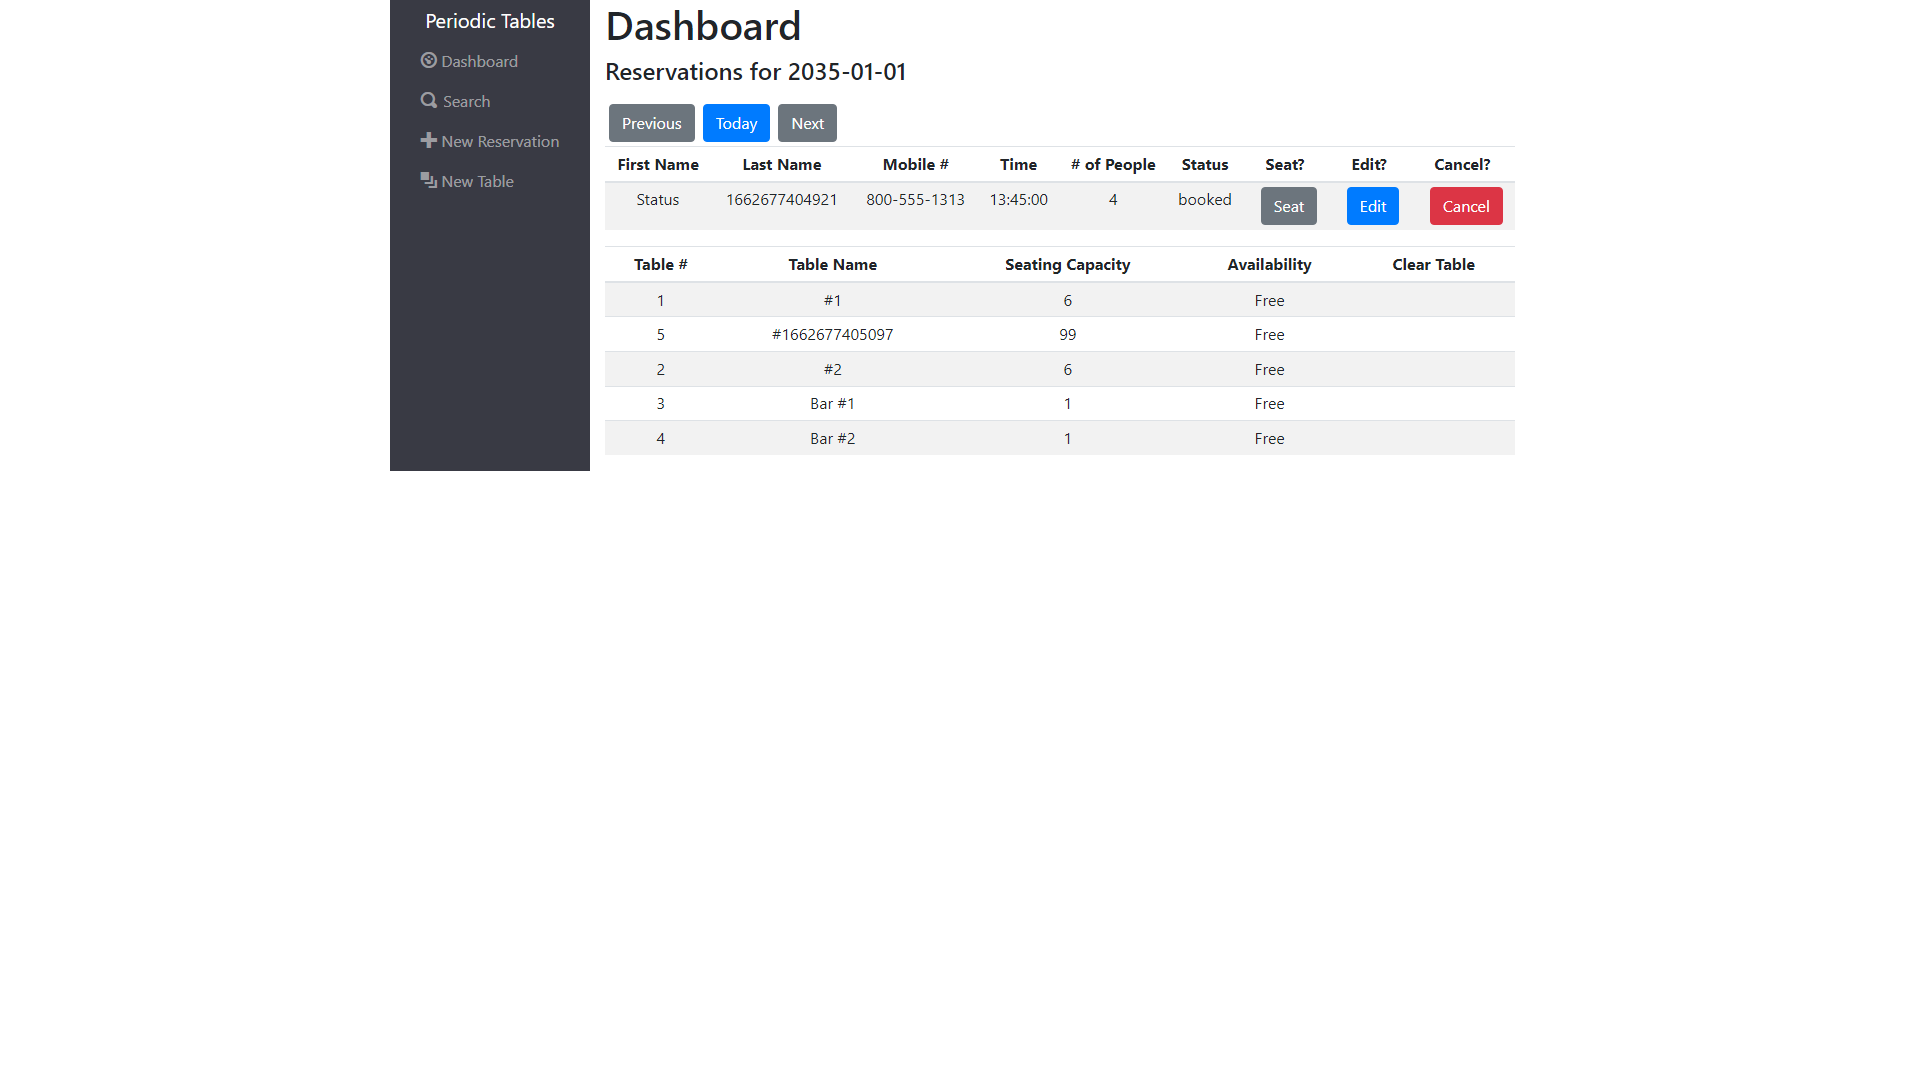 Periodic Tables
Dashboard
Search
New Reservation
New Table
Dashboard
Reservations for 2035-01-01
Previous Today Next
First Name Last Name Mobile # Time # of People Status Seat? Edit? Cancel?
Status 1662677404921 800-555-1313 13:45:00 4 booked Seat Edit Cancel
Table # Table Name Seating Capacity Availability Clear Table
1 #1 6 Free
5 #1662677405097 99 Free
2 #2 6 Free
3 Bar #1 1 Free
4 Bar #2 1 Free